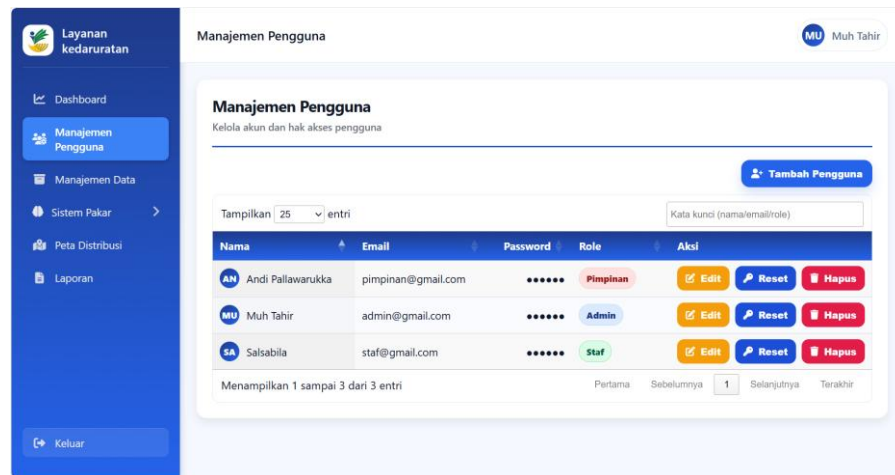 Layanan
kedaruratan
Manajemen Pengguna
MU Muh Tahir
Dashboard
Manajemen
Pengguna
Manajemen Data
Sistem Pakar
Peta Distribusi
Laporan
Keluar
Manajemen Pengguna
Kelola akun dan hak akses pengguna
Tambah Pengguna
Tampilkan 25 entri
Kata kunci (nama/email/role)
Nama Email Password Role Aksi
AN Andi Pallawarukka pimpinan@gmail.com •••••• Pimpinan Edit Reset Hapus
MU Muh Tahir admin@gmail.com •••••• Admin Edit Reset Hapus
SA Salsabila staf@gmail.com •••••• Staf Edit Reset Hapus
Menampilkan 1 sampai 3 dari 3 entri
Pertama Sebelumnya 1 Selanjutnya Terakhir